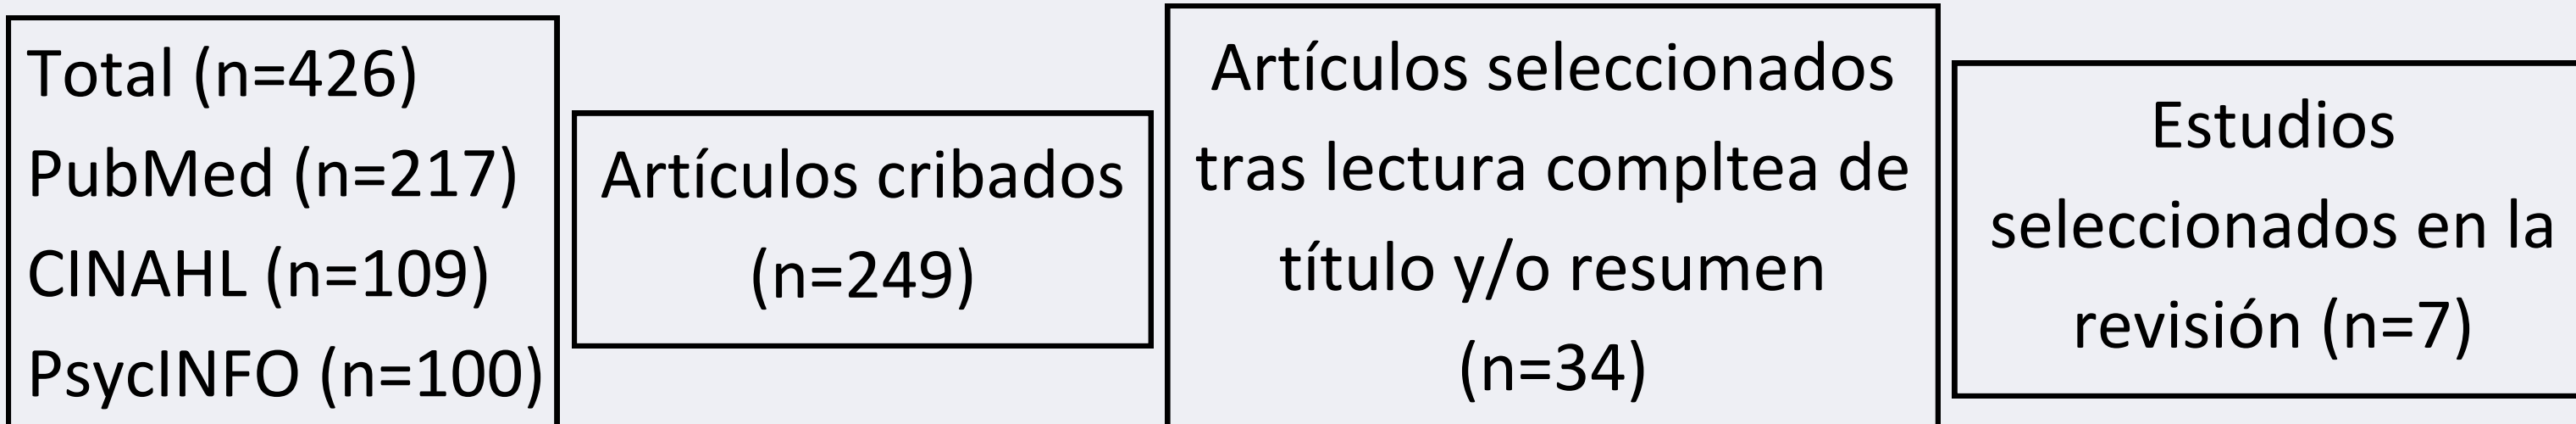 Total (n=426)
PubMed (n=217)
CINAHL (n=109)
PsycINFO (n=100)
Artículos cribados
(n=249)
Artículos seleccionados
tras lectura compltea de
título y/o resumen
(n=34)
Estudios
seleccionados en la
revisión (n=7)